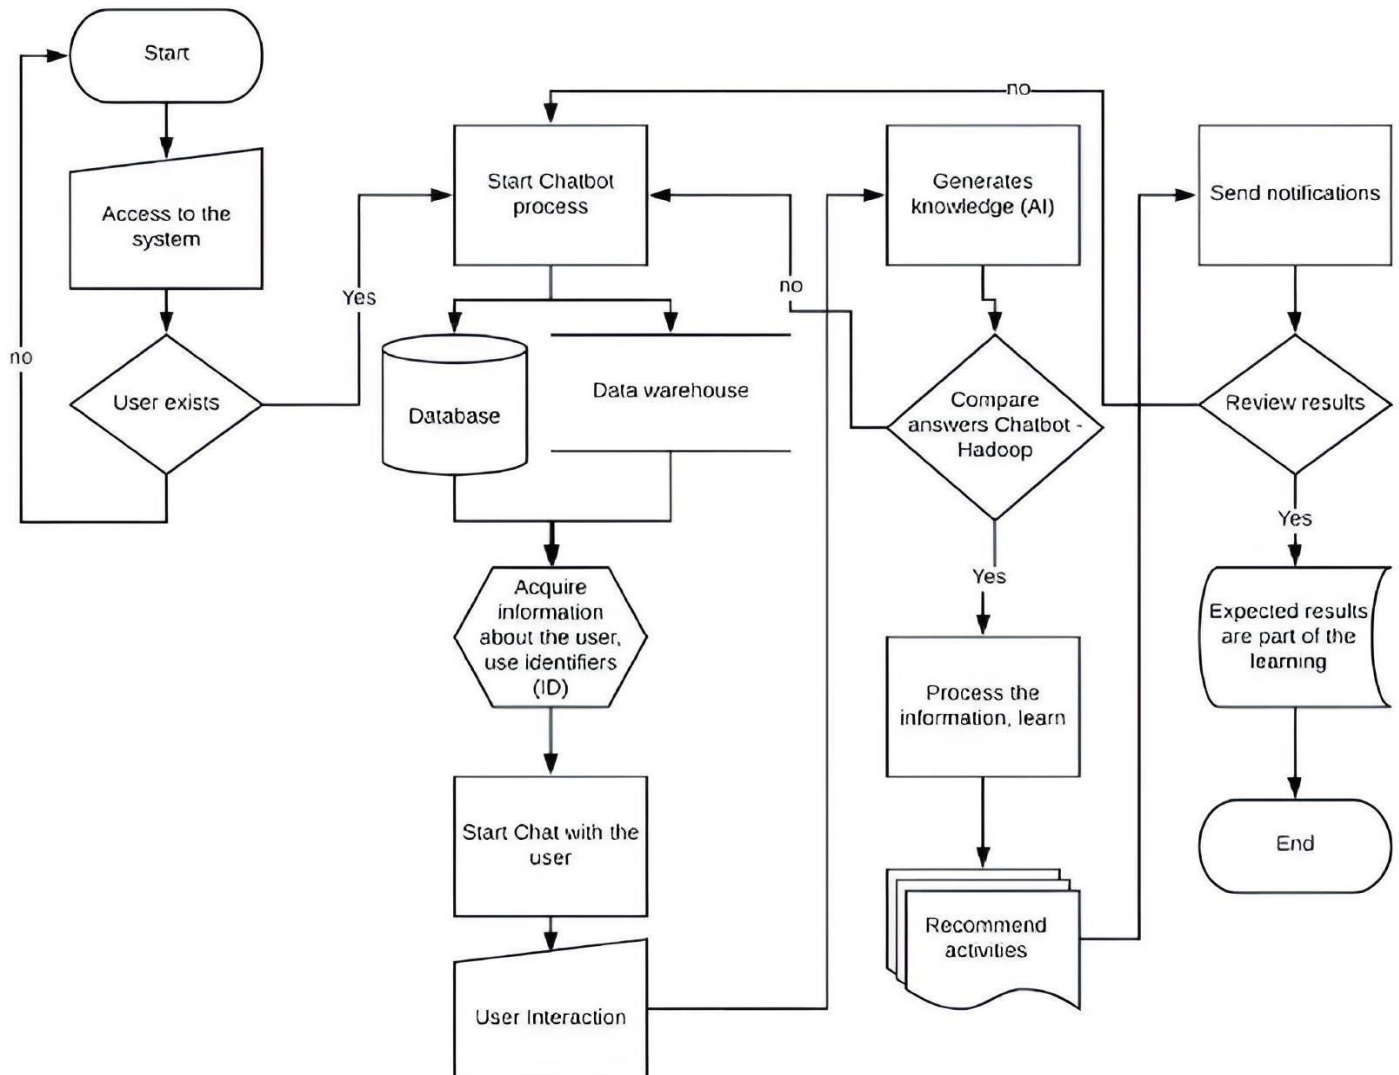 Start
Access to the
system
User exists
no
Yes
Start Chatbot
process
Database
Data warehouse
Acquire
information
about the user,
use identifiers
(ID)
Start Chat with the
user
User Interaction
Generates
knowledge (AI)
no
Compare
answers Chatbot -
Hadoop
Yes
Process the
information, learn
Recommend
activities
no
Send notifications
Review results
Yes
Expected results
are part of the
learning
End